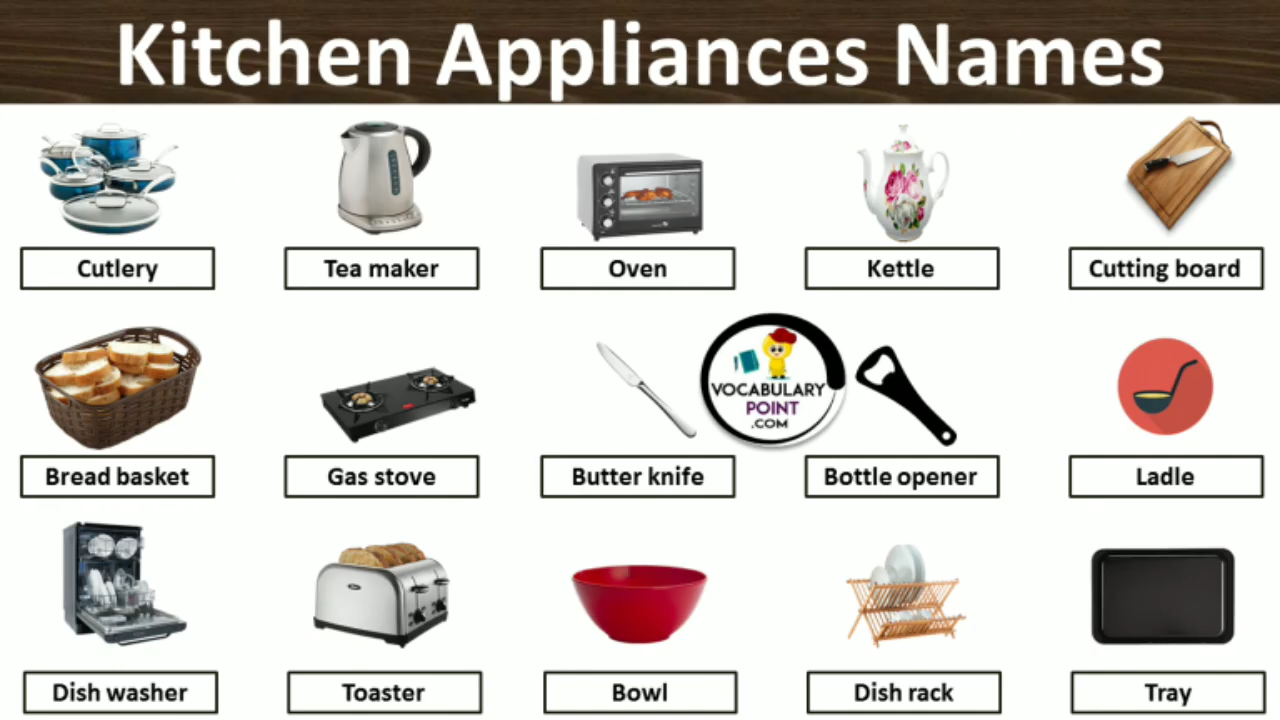 Kitchen Appliances Names
Cutlery
Tea maker
Oven
Kettle
Cutting board
Bread basket
Gas stove
Butter knife
VOCABULARY
POINT
.COM
Bottle opener
Ladle
Dish washer
Toaster
Bowl
Dish rack
Tray